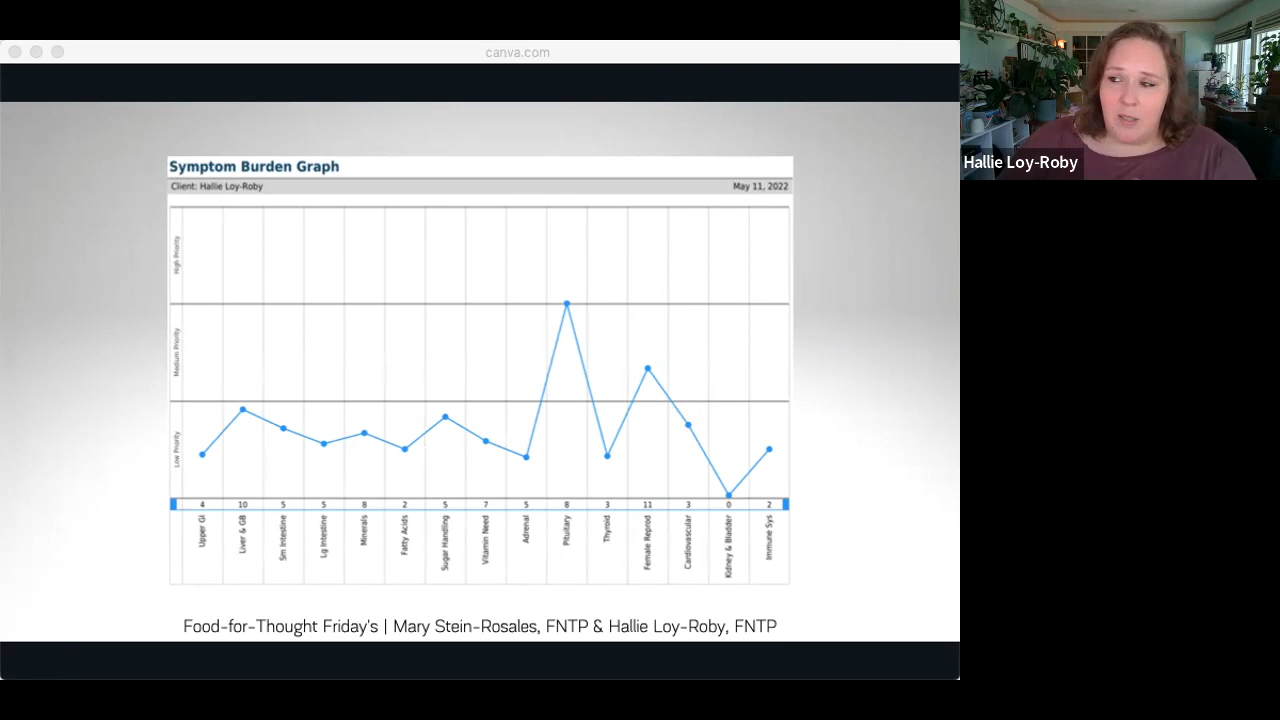 canva.com
Hallie Loy-Roby
Symptom Burden Graph
Client: Hallie Loy-Roby May 11, 2022
High Priority
Medium Priority
Low Priority
4 10 5 5 8 2 5 7 5 8 3 11 3 0 2
Upper GI
Liver & GB
Sm Intestine
Lg Intestine
Minerals
Fatty Acids
Sugar Handling
Vitamin Need
Adrenal
Pituitary
Thyroid
Female Reprod
Cardiovascular
Kidney & Bladder
Immune Sys
Food-for-Thought Friday's | Mary Stein-Rosales, FNTP & Hallie Loy-Roby, FNTP